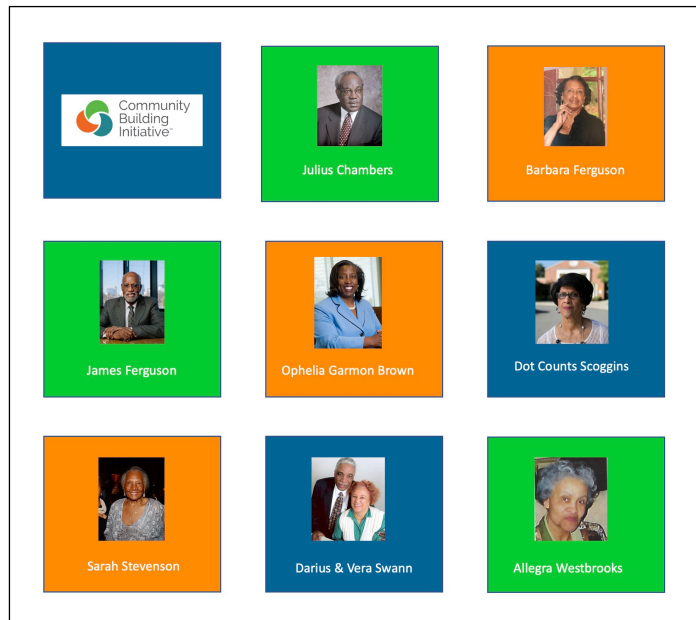 Community
Building
Initiative™
Julius Chambers
Barbara Ferguson
James Ferguson
Ophelia Garmon Brown
Dot Counts Scoggins
Sarah Stevenson
Darius & Vera Swann
Allegra Westbrooks